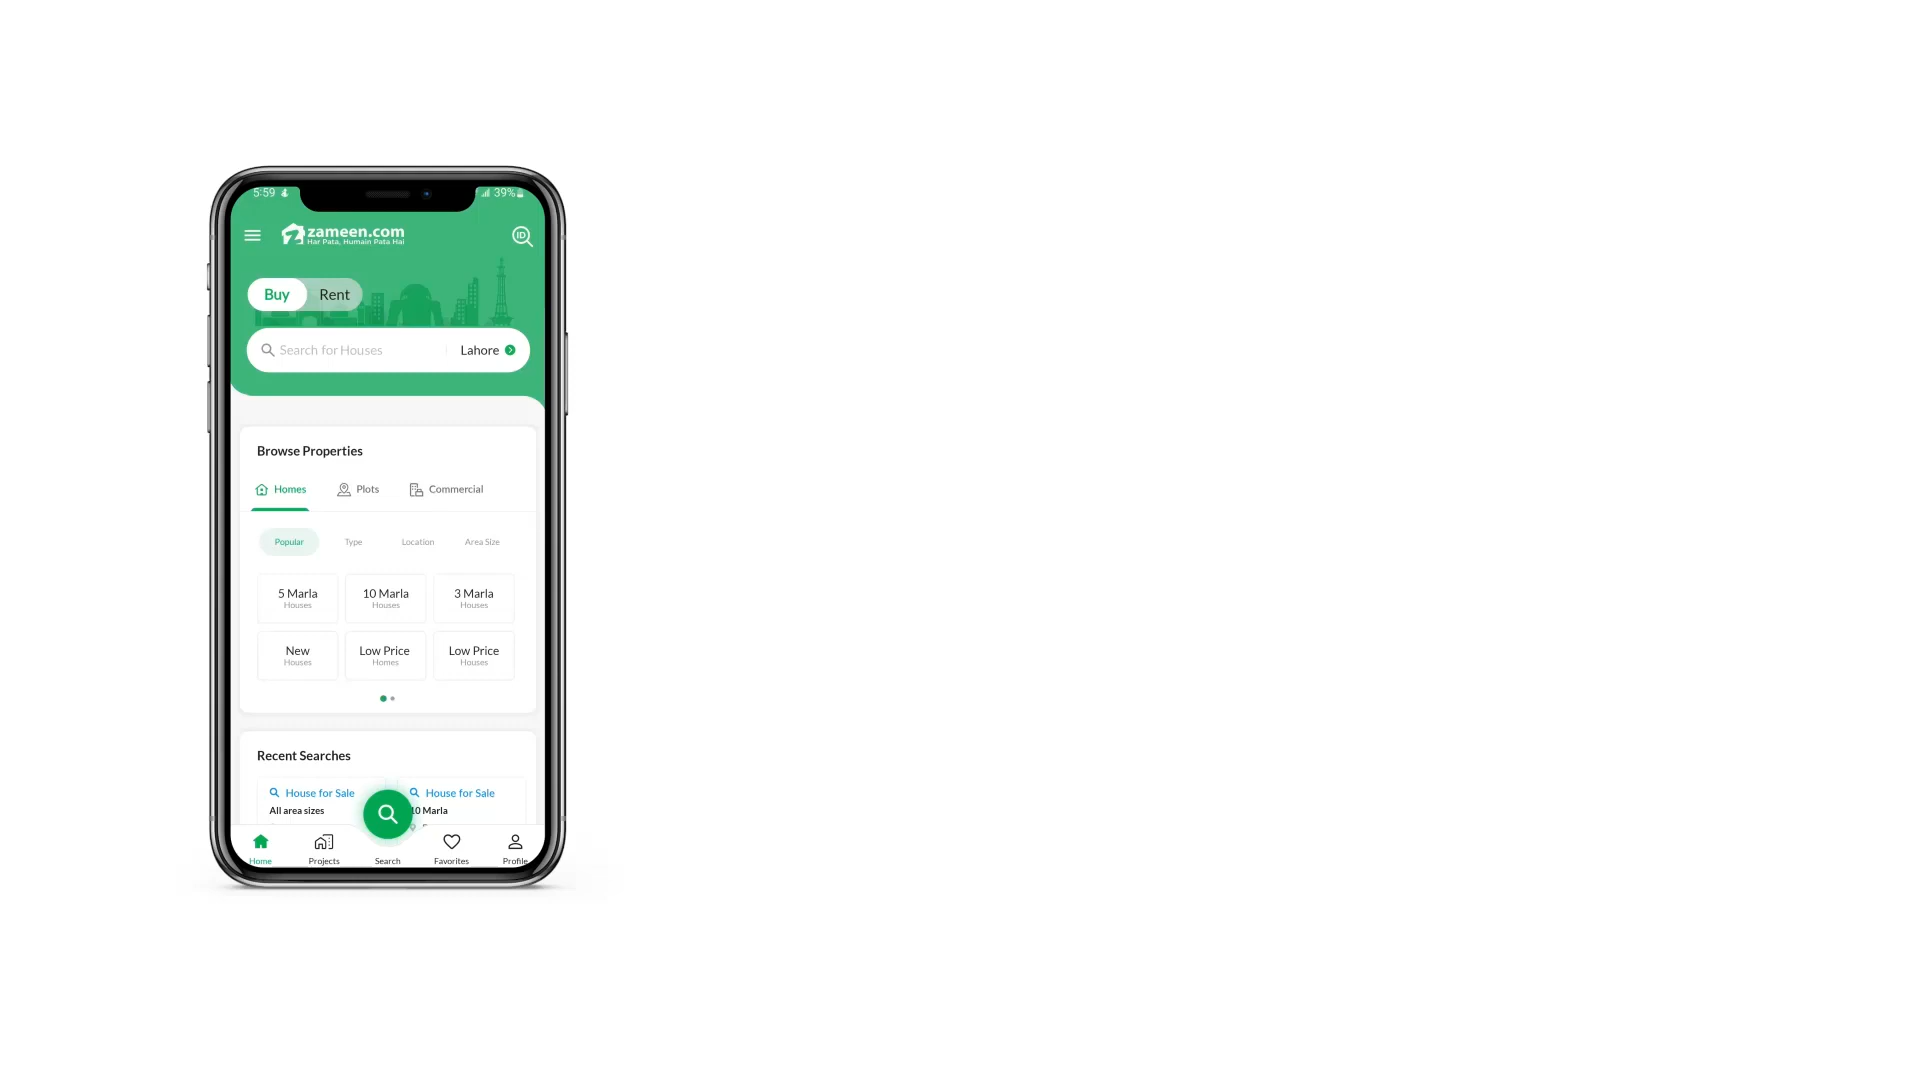 5:59
39%
zameen.com
Har Pata, Humain Pata Hai
ID
Buy Rent
Search for Houses Lahore
Browse Properties
Homes Plots Commercial
Popular Type Location Area Size
5 Marla 10 Marla 3 Marla
Houses Houses Houses
New Low Price Low Price
Houses Homes Houses
Recent Searches
House for Sale House for Sale
All area sizes 10 Marla
Home Projects Search Favorites Profile